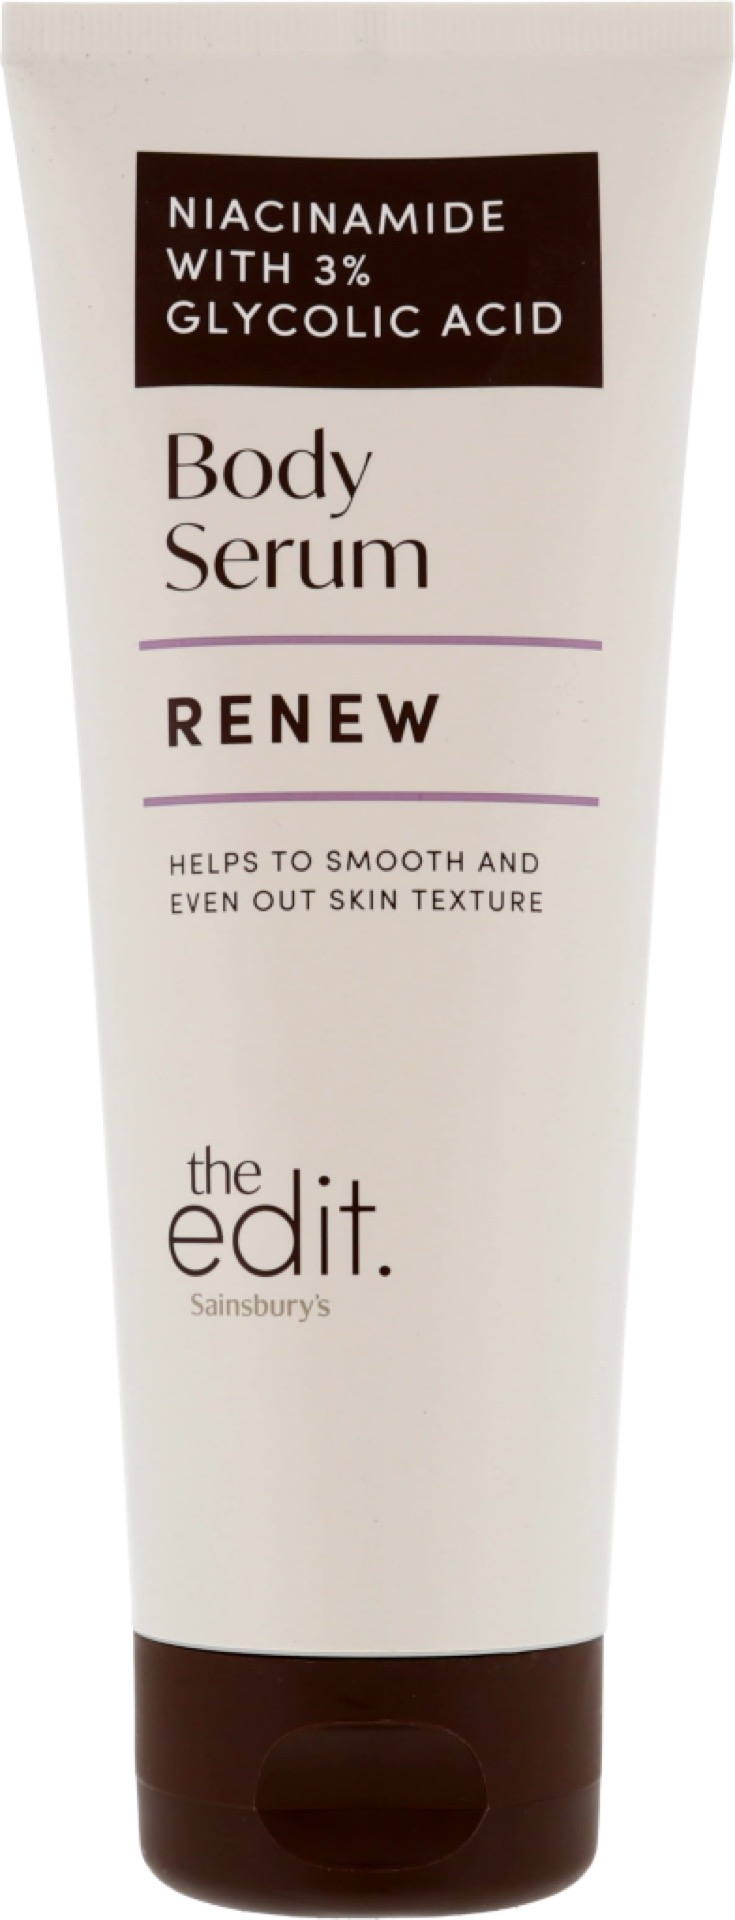 NIACINAMIDE
WITH 3%
GLYCOLIC ACID
Body
Serum
RENEW
HELPS TO SMOOTH AND
EVEN OUT SKIN TEXTURE
the
edit.
Sainsbury's